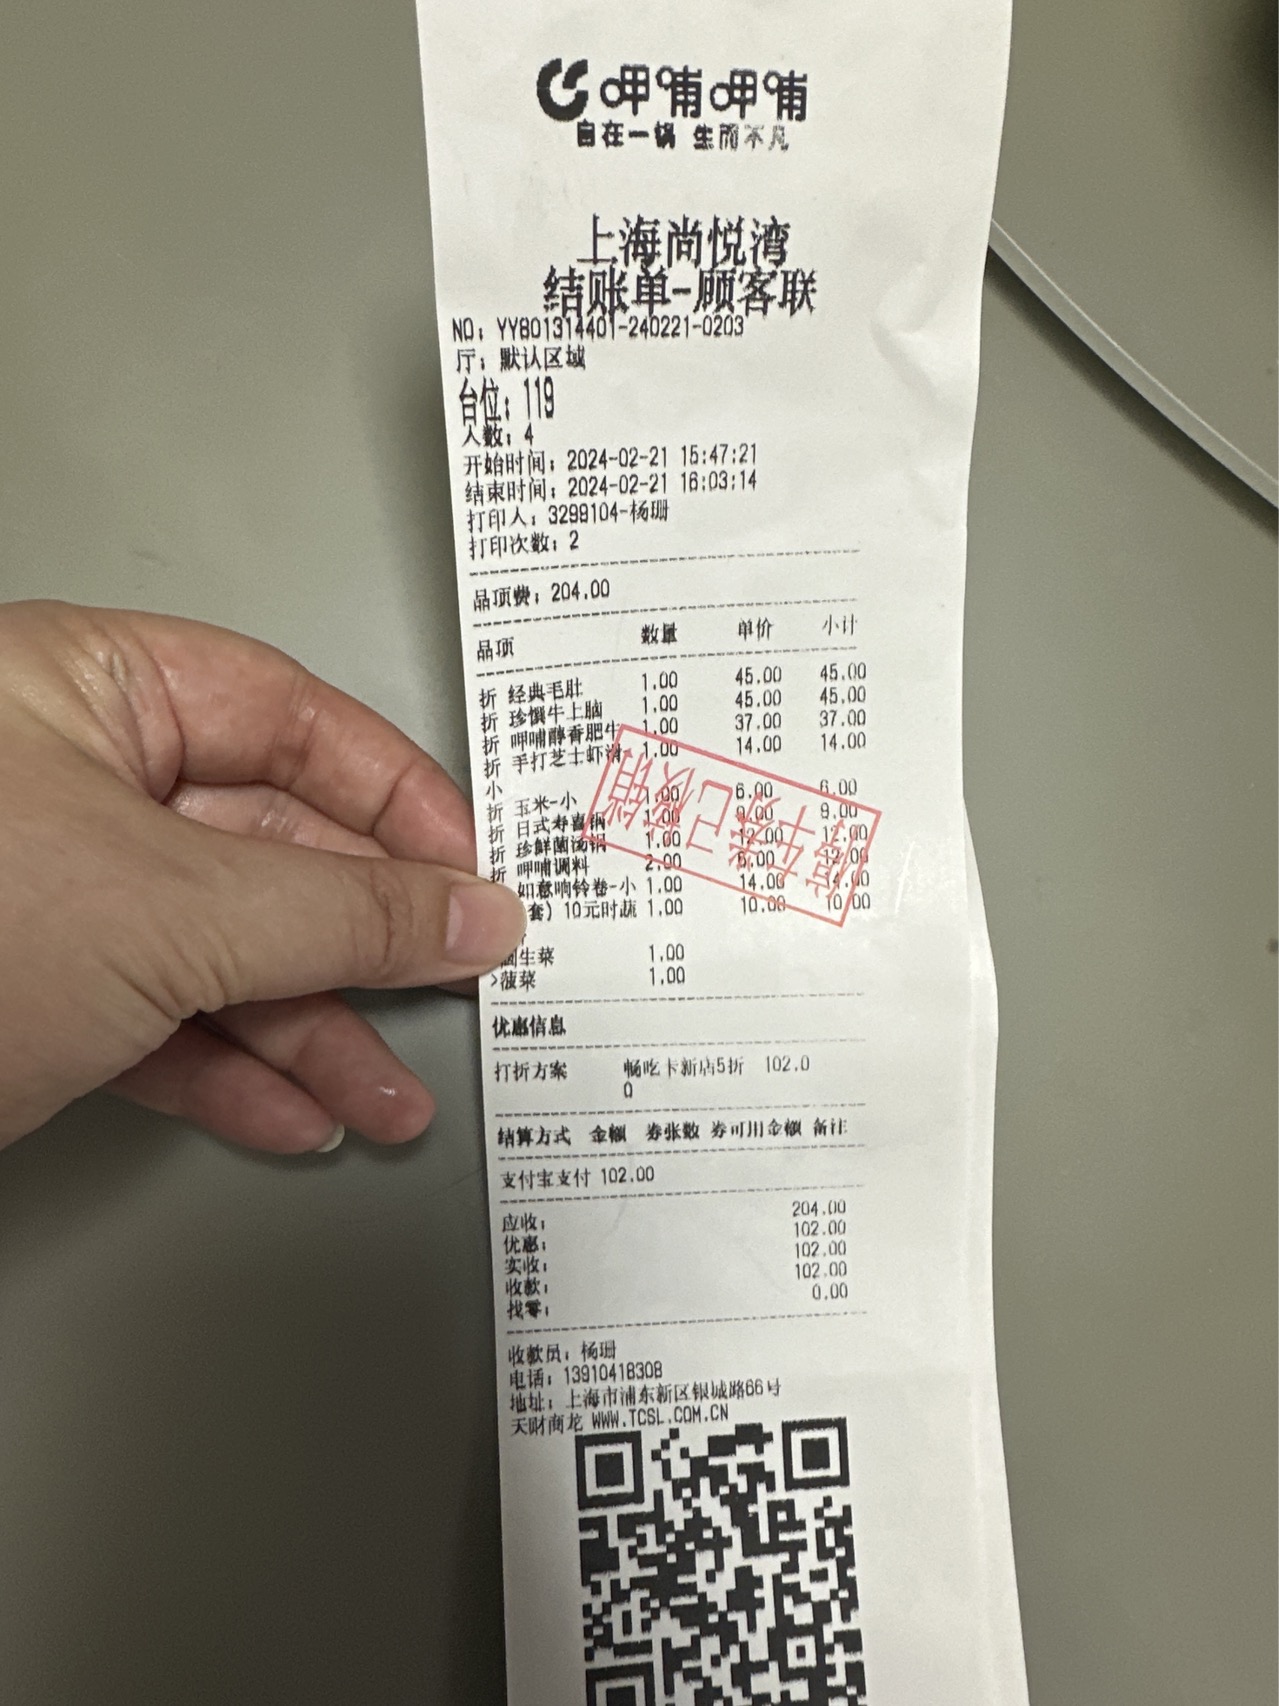 呷哺呷哺
自在一锅 生而不凡
上海尚悦湾
结账单-顾客联
NO: YY801314401-240221-0203
厅: 默认区域
台位: 119
人数: 4
开始时间: 2024-02-21 15:47:21
结束时间: 2024-02-21 16:03:14
打印人: 3299104-杨珊
打印次数: 2
品项费: 204.00
品项 数量 单价 小计
折 经典毛肚 1.00 45.00 45.00
折 珍馔牛上脑 1.00 45.00 45.00
折 呷哺醇香肥牛 1.00 37.00 37.00
折 手打芝士虾滑- 1.00 14.00 14.00
小
折 玉米-小 1.00 6.00 6.00
折 日式寿喜锅 1.00 9.00 9.00
折 珍鲜菌汤锅 1.00 12.00 12.00
折 呷哺调料 2.00 6.00 12.00
如意响铃卷-小 1.00 14.00 14.00
套) 10元时蔬 1.00 10.00 10.00
生菜 1.00
>菠菜 1.00
停车券已核销
优惠信息
打折方案 畅吃卡新店5折 102.0
0
结算方式 金额 券张数 券可用金额 备注
支付宝支付 102.00
应收: 204.00
优惠: 102.00
实收: 102.00
收款: 102.00
找零: 0.00
收款员: 杨珊
电话: 13910418308
地址: 上海市浦东新区银城路66号
天财商龙 WWW.TCSL.COM.CN